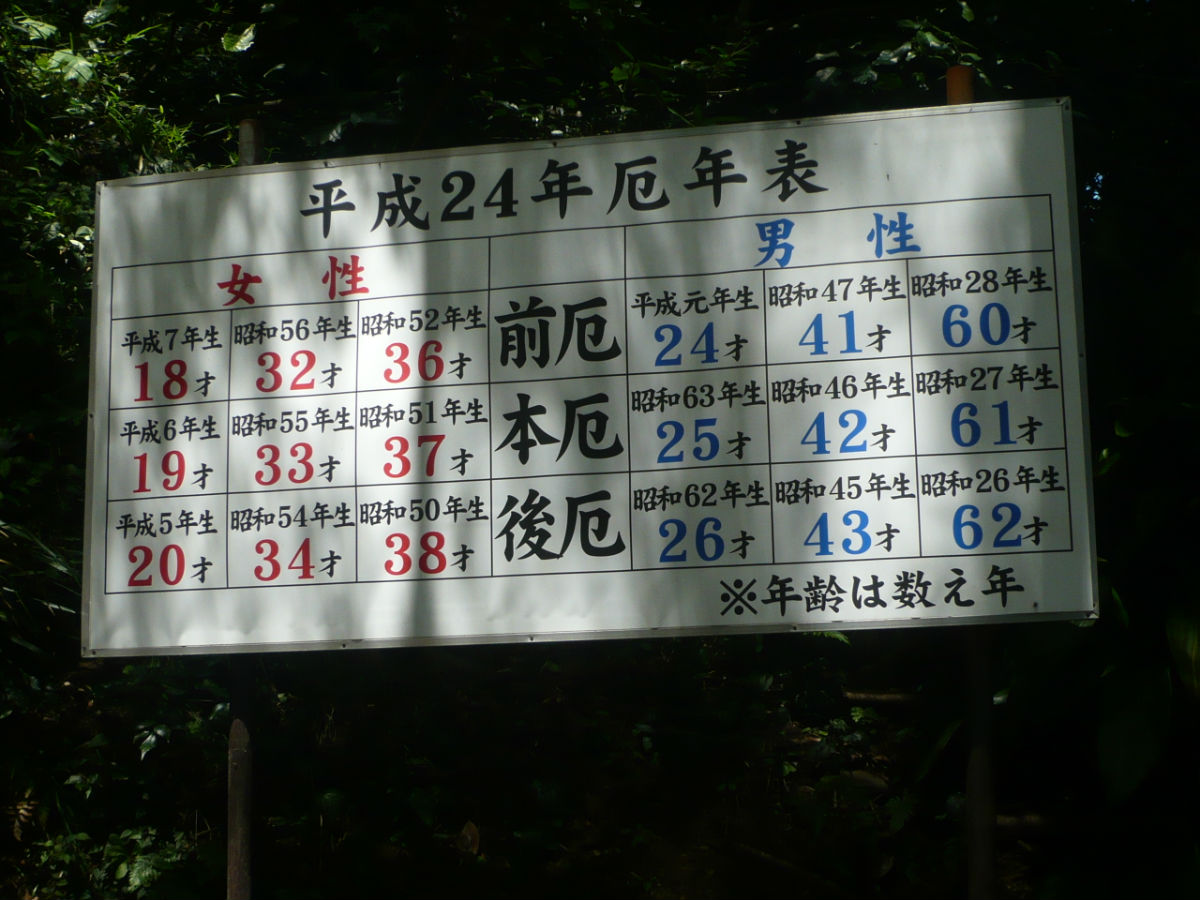 平成24年厄年表
女性 男性
平成7年生 昭和56年生 昭和52年生 前厄 平成元年生 昭和47年生 昭和28年生
18才 32才 36才 24才 41才 60才
平成6年生 昭和55年生 昭和51年生 本厄 昭和63年生 昭和46年生 昭和27年生
19才 33才 37才 25才 42才 61才
平成5年生 昭和54年生 昭和50年生 後厄 昭和62年生 昭和45年生 昭和26年生
20才 34才 38才 26才 43才 62才
※年齢は数え年